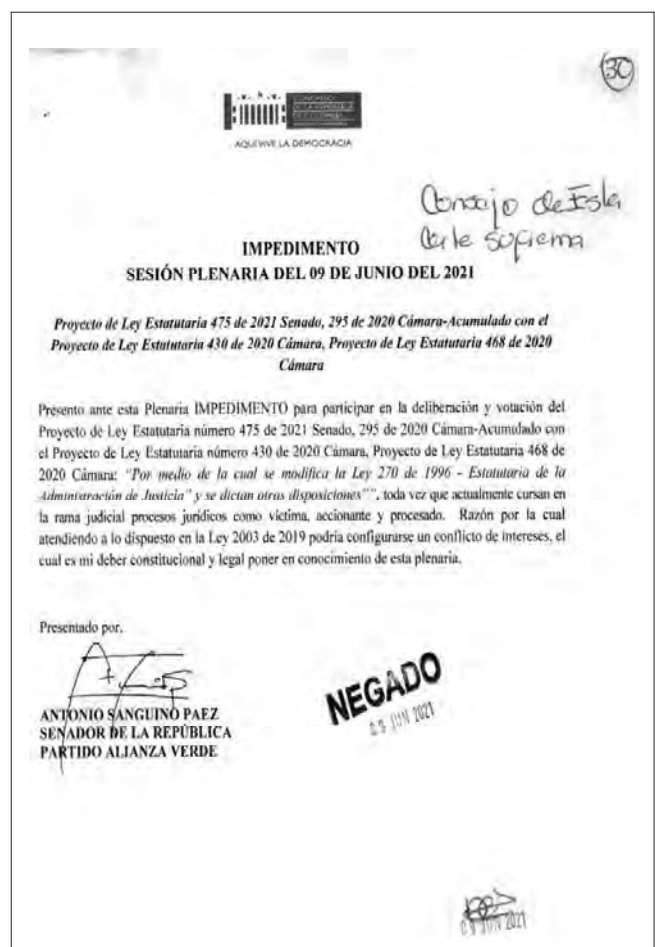 30
AQUÍ VIVE LA DEMOCRACIA
Consejo de Esta
Corte Suprema
IMPEDIMENTO
SESIÓN PLENARIA DEL 09 DE JUNIO DEL 2021
Proyecto de Ley Estatutaria 475 de 2021 Senado, 295 de 2020 Cámara-Acumulado con el
Proyecto de Ley Estatutaria 430 de 2020 Cámara, Proyecto de Ley Estatutaria 468 de 2020
Cámara
Presento ante esta Plenaria IMPEDIMENTO para participar en la deliberación y votación del
Proyecto de Ley Estatutaria número 475 de 2021 Senado, 295 de 2020 Cámara-Acumulado con
el Proyecto de Ley Estatutaria número 430 de 2020 Cámara, Proyecto de Ley Estatutaria 468 de
2020 Cámara: "Por medio de la cual se modifica la Ley 270 de 1996 - Estatutaria de la
Administración de Justicia" y se dictan otras disposiciones"", toda vez que actualmente cursan en
la rama judicial procesos jurídicos como víctima, accionante y procesado. Razón por la cual
atendiendo a lo dispuesto en la Ley 2003 de 2019 podría configurarse un conflicto de intereses, el
cual es mi deber constitucional y legal poner en conocimiento de esta plenaria.
Presentado por,
ANTONIO SANGUINO PAEZ
SENADOR DE LA REPÚBLICA
PARTIDO ALIANZA VERDE
NEGADO
09 JUN 2021
09 JUN 2021